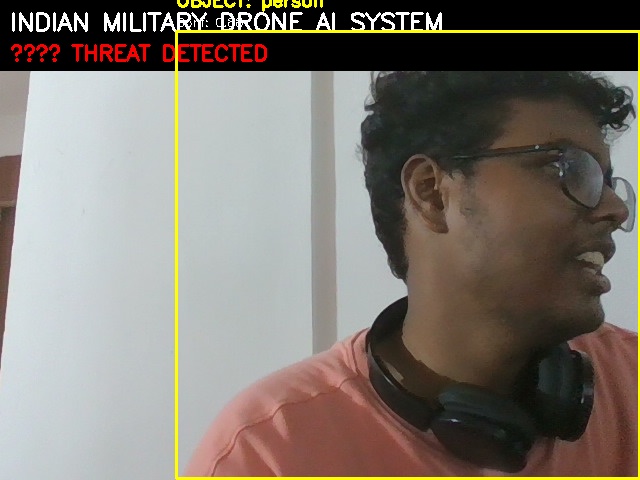 OBJECT: person
INDIAN MILITARY DRONE AI SYSTEM
???? THREAT DETECTED